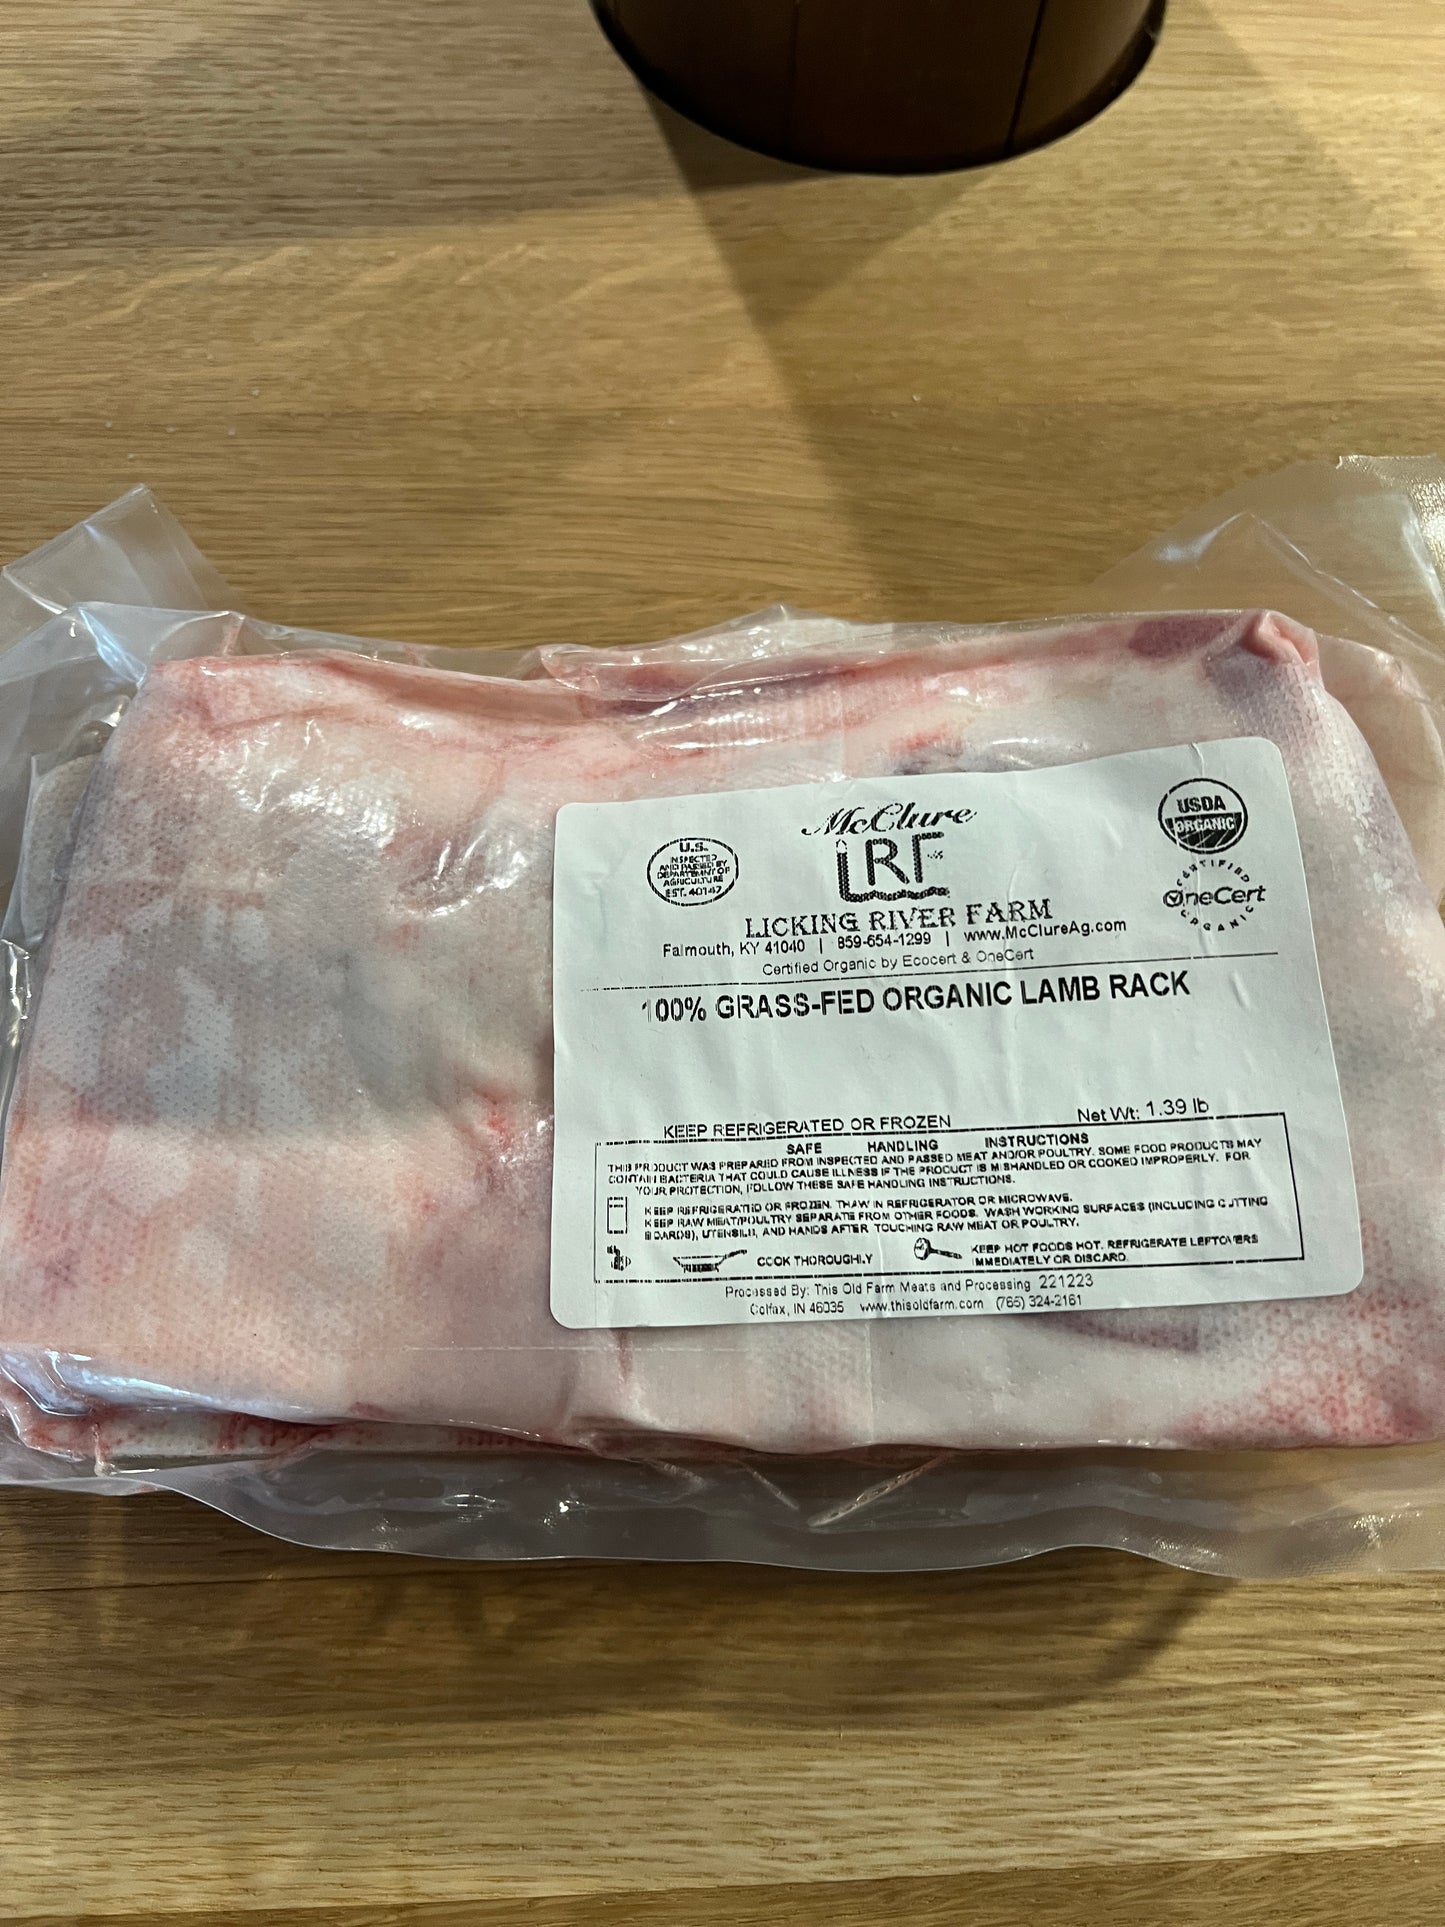 McClure
LRF
U.S.
INSPECTED
AND PASSED BY
DEPARTMENT OF
AGRICULTURE
EST. 40147
USDA
ORGANIC
CERTIFIED
OneCert
ORGANIC
LICKING RIVER FARM
Falmouth, KY 41040 | 859-654-1299 | www.McClureAg.com
Certified Organic by Ecocert & OneCert
100% GRASS-FED ORGANIC LAMB RACK
KEEP REFRIGERATED OR FROZEN
Net Wt: 1.39 lb
SAFE HANDLING INSTRUCTIONS
THIS PRODUCT WAS PREPARED FROM INSPECTED AND PASSED MEAT AND/OR POULTRY. SOME FOOD PRODUCTS MAY
CONTAIN BACTERIA THAT COULD CAUSE ILLNESS IF THE PRODUCT IS MISHANDLED OR COOKED IMPROPERLY. FOR
YOUR PROTECTION, FOLLOW THESE SAFE HANDLING INSTRUCTIONS.
KEEP REFRIGERATED OR FROZEN. THAW IN REFRIGERATOR OR MICROWAVE.
KEEP RAW MEAT/POULTRY SEPARATE FROM OTHER FOODS. WASH WORKING SURFACES (INCLUDING CUTTING
BOARDS), UTENSILS, AND HANDS AFTER TOUCHING RAW MEAT OR POULTRY.
COOK THOROUGHLY
KEEP HOT FOODS HOT. REFRIGERATE LEFTOVERS
IMMEDIATELY OR DISCARD.
Processed By: This Old Farm Meats and Processing 221223
Colfax, IN 46035 www.thisoldfarm.com (765) 324-2161